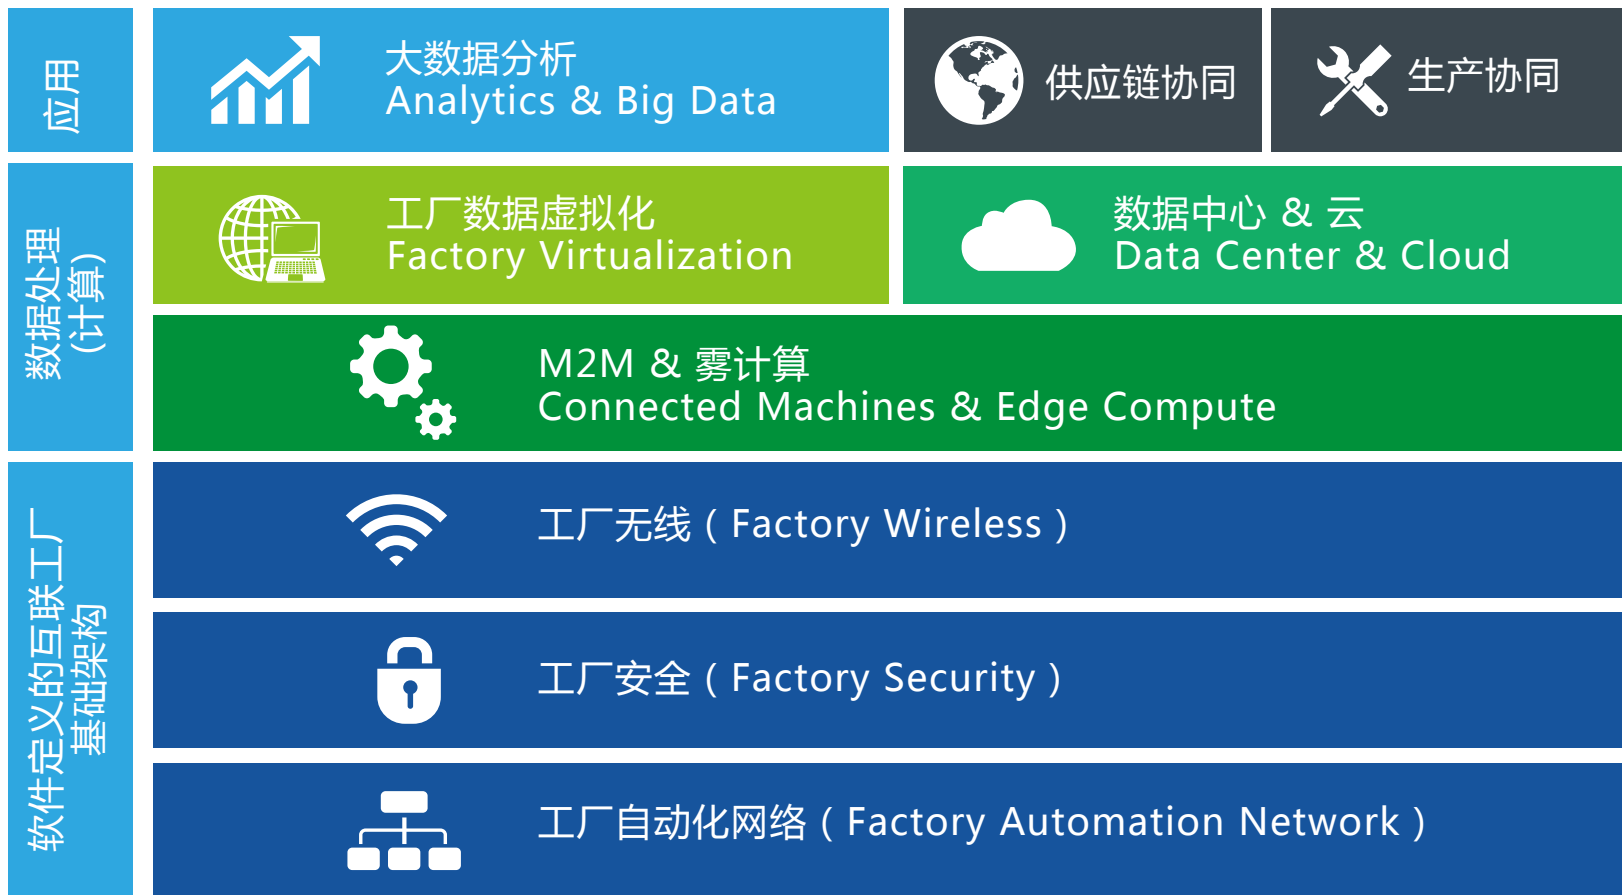 应用
大数据分析
Analytics & Big Data
供应链协同
生产协同
数据处理
(计算)
工厂数据虚拟化
Factory Virtualization
数据中心 & 云
Data Center & Cloud
M2M & 雾计算
Connected Machines & Edge Compute
软件定义的互联工厂
基础架构
工厂无线（Factory Wireless）
工厂安全（Factory Security）
工厂自动化网络（Factory Automation Network）